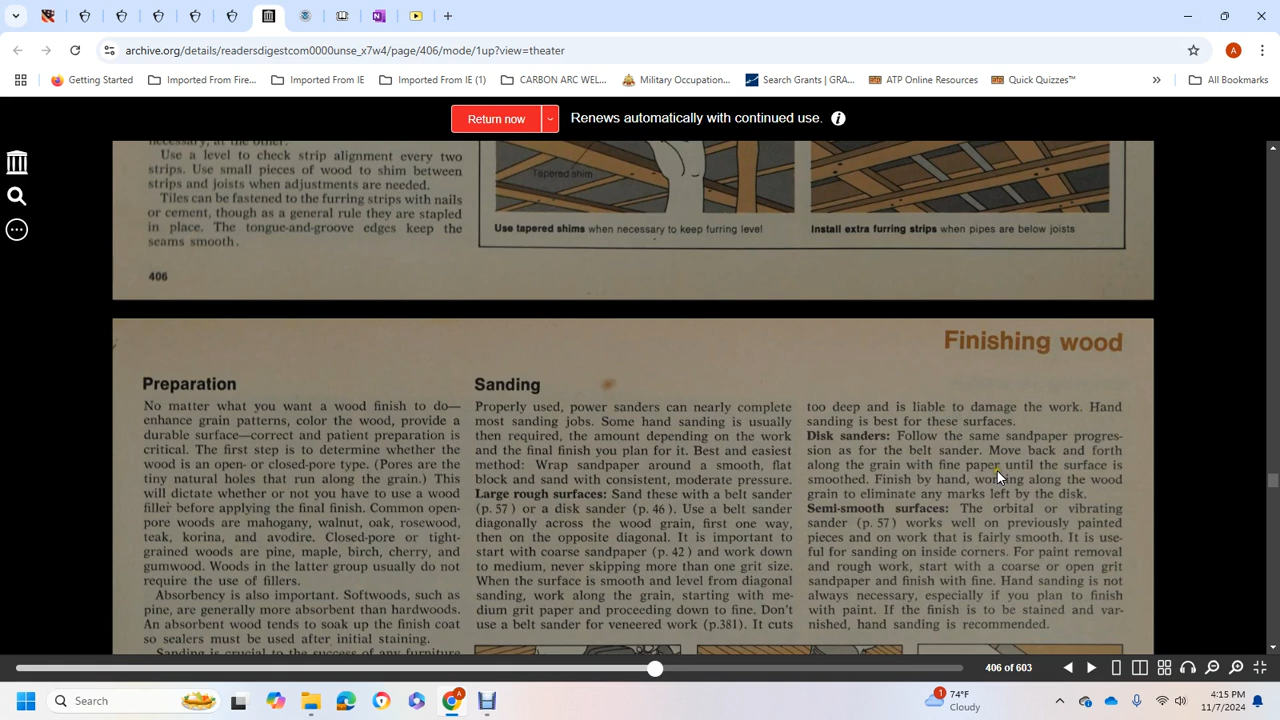 archive.org/details/readersdigestcom0000unse_x7w4/page/406/mode/1up?view=theater
A
Getting Started
Imported From Fire...
Imported From IE
Imported From IE (1)
CARBON ARC WEL...
Military Occupation...
Search Grants | GRA...
ATP Online Resources
Quick Quizzes™
All Bookmarks
Return now
Renews automatically with continued use.
necessary, at the other.
Use a level to check strip alignment every two
strips. Use small pieces of wood to shim between
strips and joists when adjustments are needed.
Tiles can be fastened to the furring strips with nails
or cement, though as a general rule they are stapled
in place. The tongue-and-groove edges keep the
seams smooth.
Tapered shim
Use tapered shims when necessary to keep furring level
Install extra furring strips when pipes are below joists
406
Finishing wood
Preparation
No matter what you want a wood finish to do—
enhance grain patterns, color the wood, provide a
durable surface—correct and patient preparation is
critical. The first step is to determine whether the
wood is an open- or closed-pore type. (Pores are the
tiny natural holes that run along the grain.) This
will dictate whether or not you have to use a wood
filler before applying the final finish. Common open-
pore woods are mahogany, walnut, oak, rosewood,
teak, korina, and avodire. Closed-pore or tight-
grained woods are pine, maple, birch, cherry, and
gumwood. Woods in the latter group usually do not
require the use of fillers.
Absorbency is also important. Softwoods, such as
pine, are generally more absorbent than hardwoods.
An absorbent wood tends to soak up the finish coat
so sealers must be used after initial staining.
Sanding is crucial to the success of any furniture
Sanding
Properly used, power sanders can nearly complete
most sanding jobs. Some hand sanding is usually
then required, the amount depending on the work
and the final finish you plan for it. Best and easiest
method: Wrap sandpaper around a smooth, flat
block and sand with consistent, moderate pressure.
Large rough surfaces: Sand these with a belt sander
(p. 57) or a disk sander (p. 46). Use a belt sander
diagonally across the wood grain, first one way,
then on the opposite diagonal. It is important to
start with coarse sandpaper (p. 42) and work down
to medium, never skipping more than one grit size.
When the surface is smooth and level from diagonal
sanding, work along the grain, starting with me-
dium grit paper and proceeding down to fine. Don't
use a belt sander for veneered work (p.381). It cuts
too deep and is liable to damage the work. Hand
sanding is best for these surfaces.
Disk sanders: Follow the same sandpaper progres-
sion as for the belt sander. Move back and forth
along the grain with fine paper until the surface is
smoothed. Finish by hand, working along the wood
grain to eliminate any marks left by the disk.
Semi-smooth surfaces: The orbital or vibrating
sander (p. 57) works well on previously painted
pieces and on work that is fairly smooth. It is use-
ful for sanding on inside corners. For paint removal
and rough work, start with a coarse or open grit
sandpaper and finish with fine. Hand sanding is not
always necessary, especially if you plan to finish
with paint. If the finish is to be stained and var-
nished, hand sanding is recommended.
406 of 603
Search
1
74°F
Cloudy
4:15 PM
11/7/2024